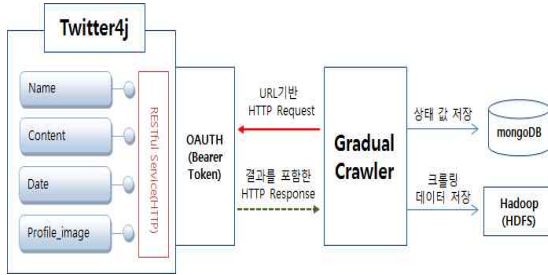 Twitter4j
Name
Content
Date
Profile_image
RESTful Service(HTTP)
OAUTH
(Bearer
Token)
URL기반
HTTP Request
결과를 포함한
HTTP Response
Gradual
Crawler
상태 값 저장
mongoDB
크롤링
데이터 저장
Hadoop
(HDFS)